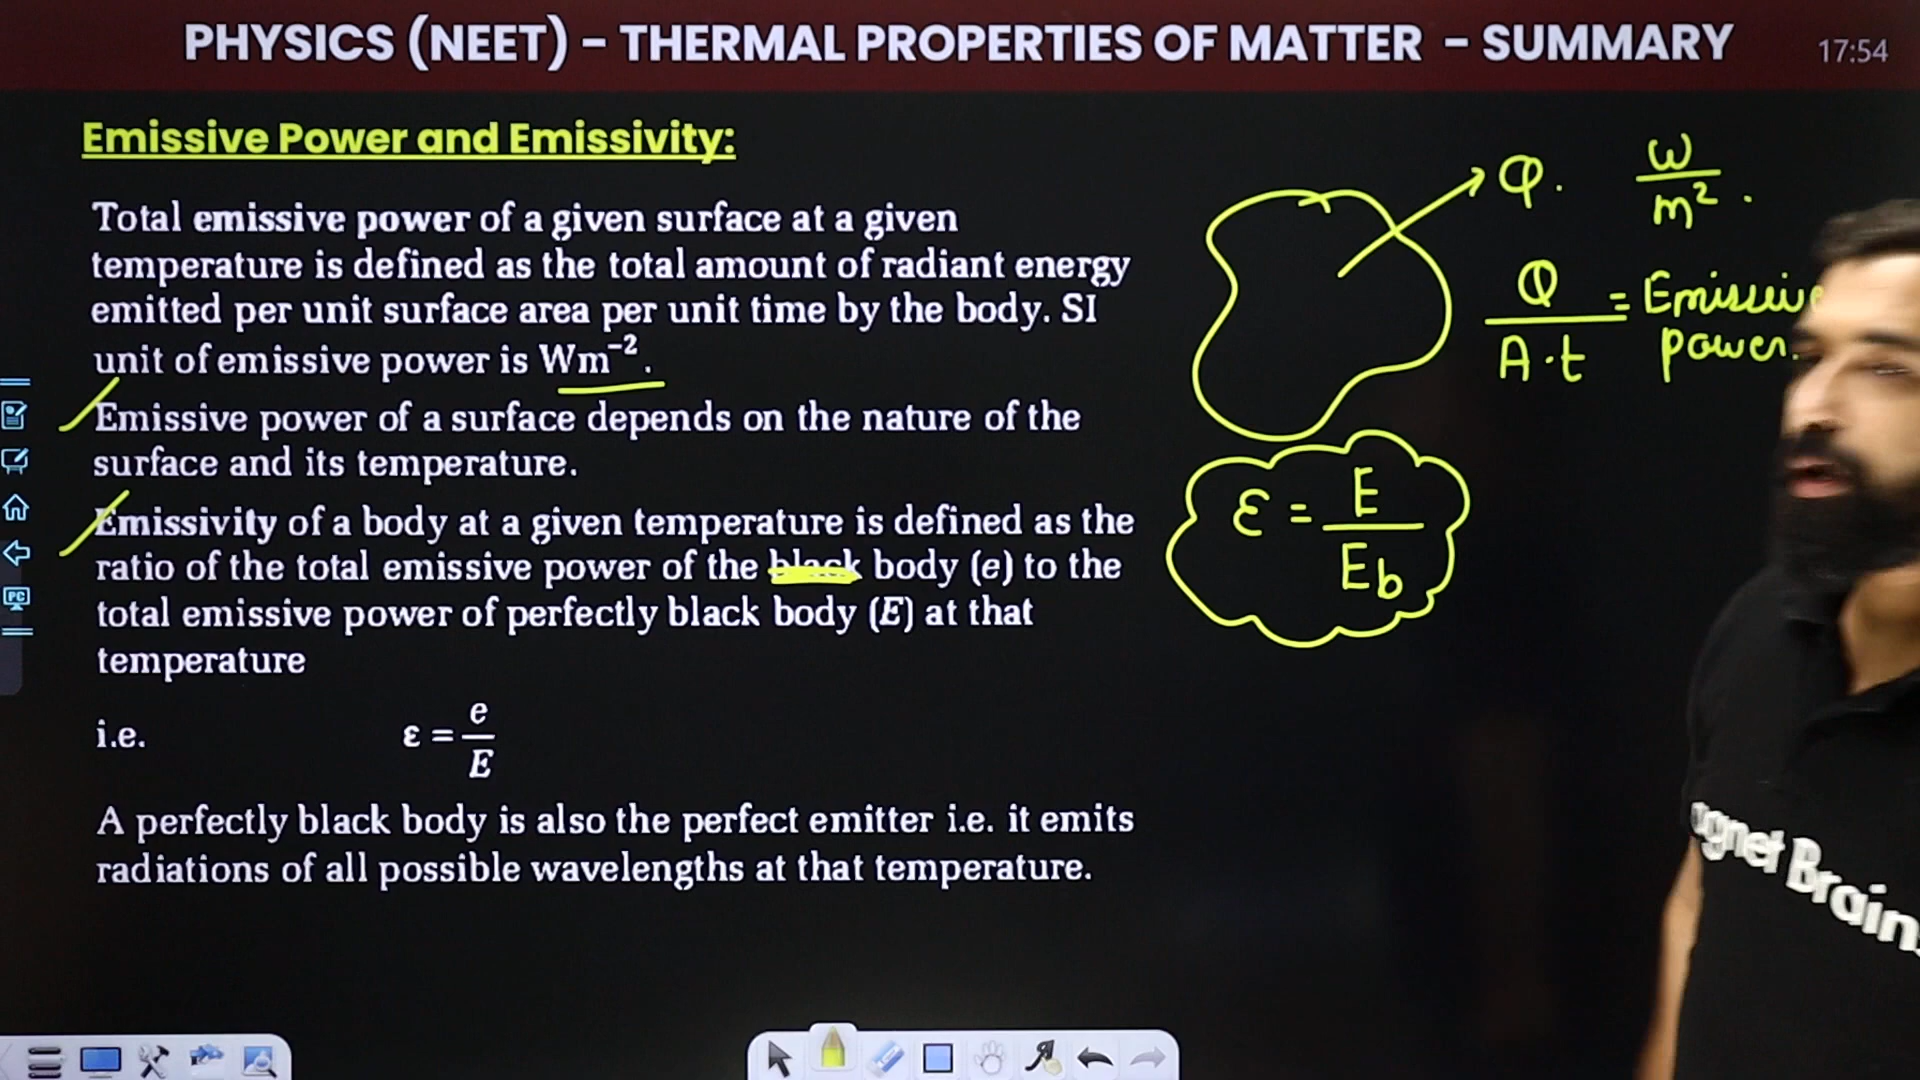 PHYSICS (NEET) – THERMAL PROPERTIES OF MATTER – SUMMARY
17:54
Emissive Power and Emissivity:
Total emissive power of a given surface at a given
temperature is defined as the total amount of radiant energy
emitted per unit surface area per unit time by the body. SI
unit of emissive power is Wm⁻².
Emissive power of a surface depends on the nature of the
surface and its temperature.
Emissivity of a body at a given temperature is defined as the
ratio of the total emissive power of the black body (e) to the
total emissive power of perfectly black body (E) at that
temperature
i.e. ε = e/E
A perfectly black body is also the perfect emitter i.e. it emits
radiations of all possible wavelengths at that temperature.
Q. W/m².
Q/A·t = Emissive
power.
ε = E/Eb
PC
gnet Brain